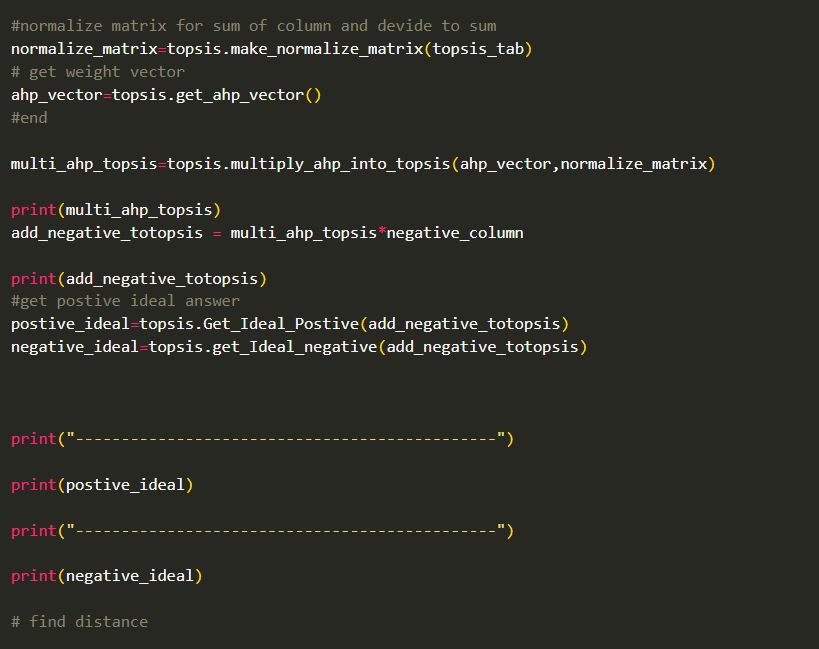 #normalize matrix for sum of column and devide to sum
normalize_matrix=topsis.make_normalize_matrix(topsis_tab)
# get weight vector
ahp_vector=topsis.get_ahp_vector()
#end
multi_ahp_topsis=topsis.multiply_ahp_into_topsis(ahp_vector,normalize_matrix)
print(multi_ahp_topsis)
add_negative_totopsis = multi_ahp_topsis*negative_column
print(add_negative_totopsis)
#get postive ideal answer
postive_ideal=topsis.Get_Ideal_Postive(add_negative_totopsis)
negative_ideal=topsis.get_Ideal_negative(add_negative_totopsis)
print("----------------------------------------------")
print(postive_ideal)
print("----------------------------------------------")
print(negative_ideal)
# find distance